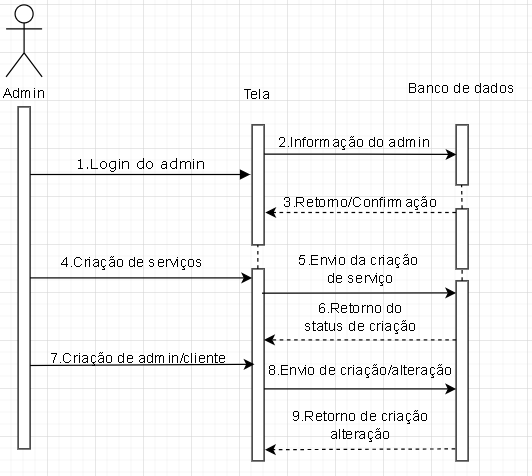 Admin
Tela
Banco de dados
1.Login do admin
2.Informação do admin
3.Retorno/Confirmação
4.Criação de serviços
5.Envio da criação
de serviço
6.Retorno do
status de criação
7.Criação de admin/cliente
8.Envio de criação/alteração
9.Retorno de criação
alteração